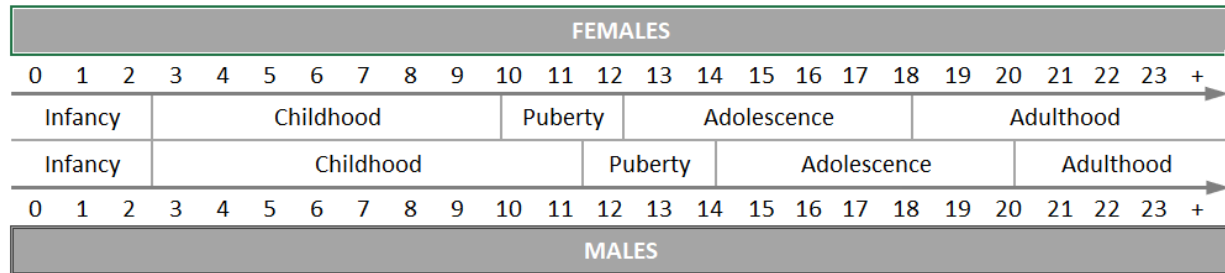 FEMALES
0 1 2 3 4 5 6 7 8 9 10 11 12 13 14 15 16 17 18 19 20 21 22 23 +
Infancy Childhood Puberty Adolescence Adulthood
Infancy Childhood Puberty Adolescence Adulthood
0 1 2 3 4 5 6 7 8 9 10 11 12 13 14 15 16 17 18 19 20 21 22 23 +
MALES